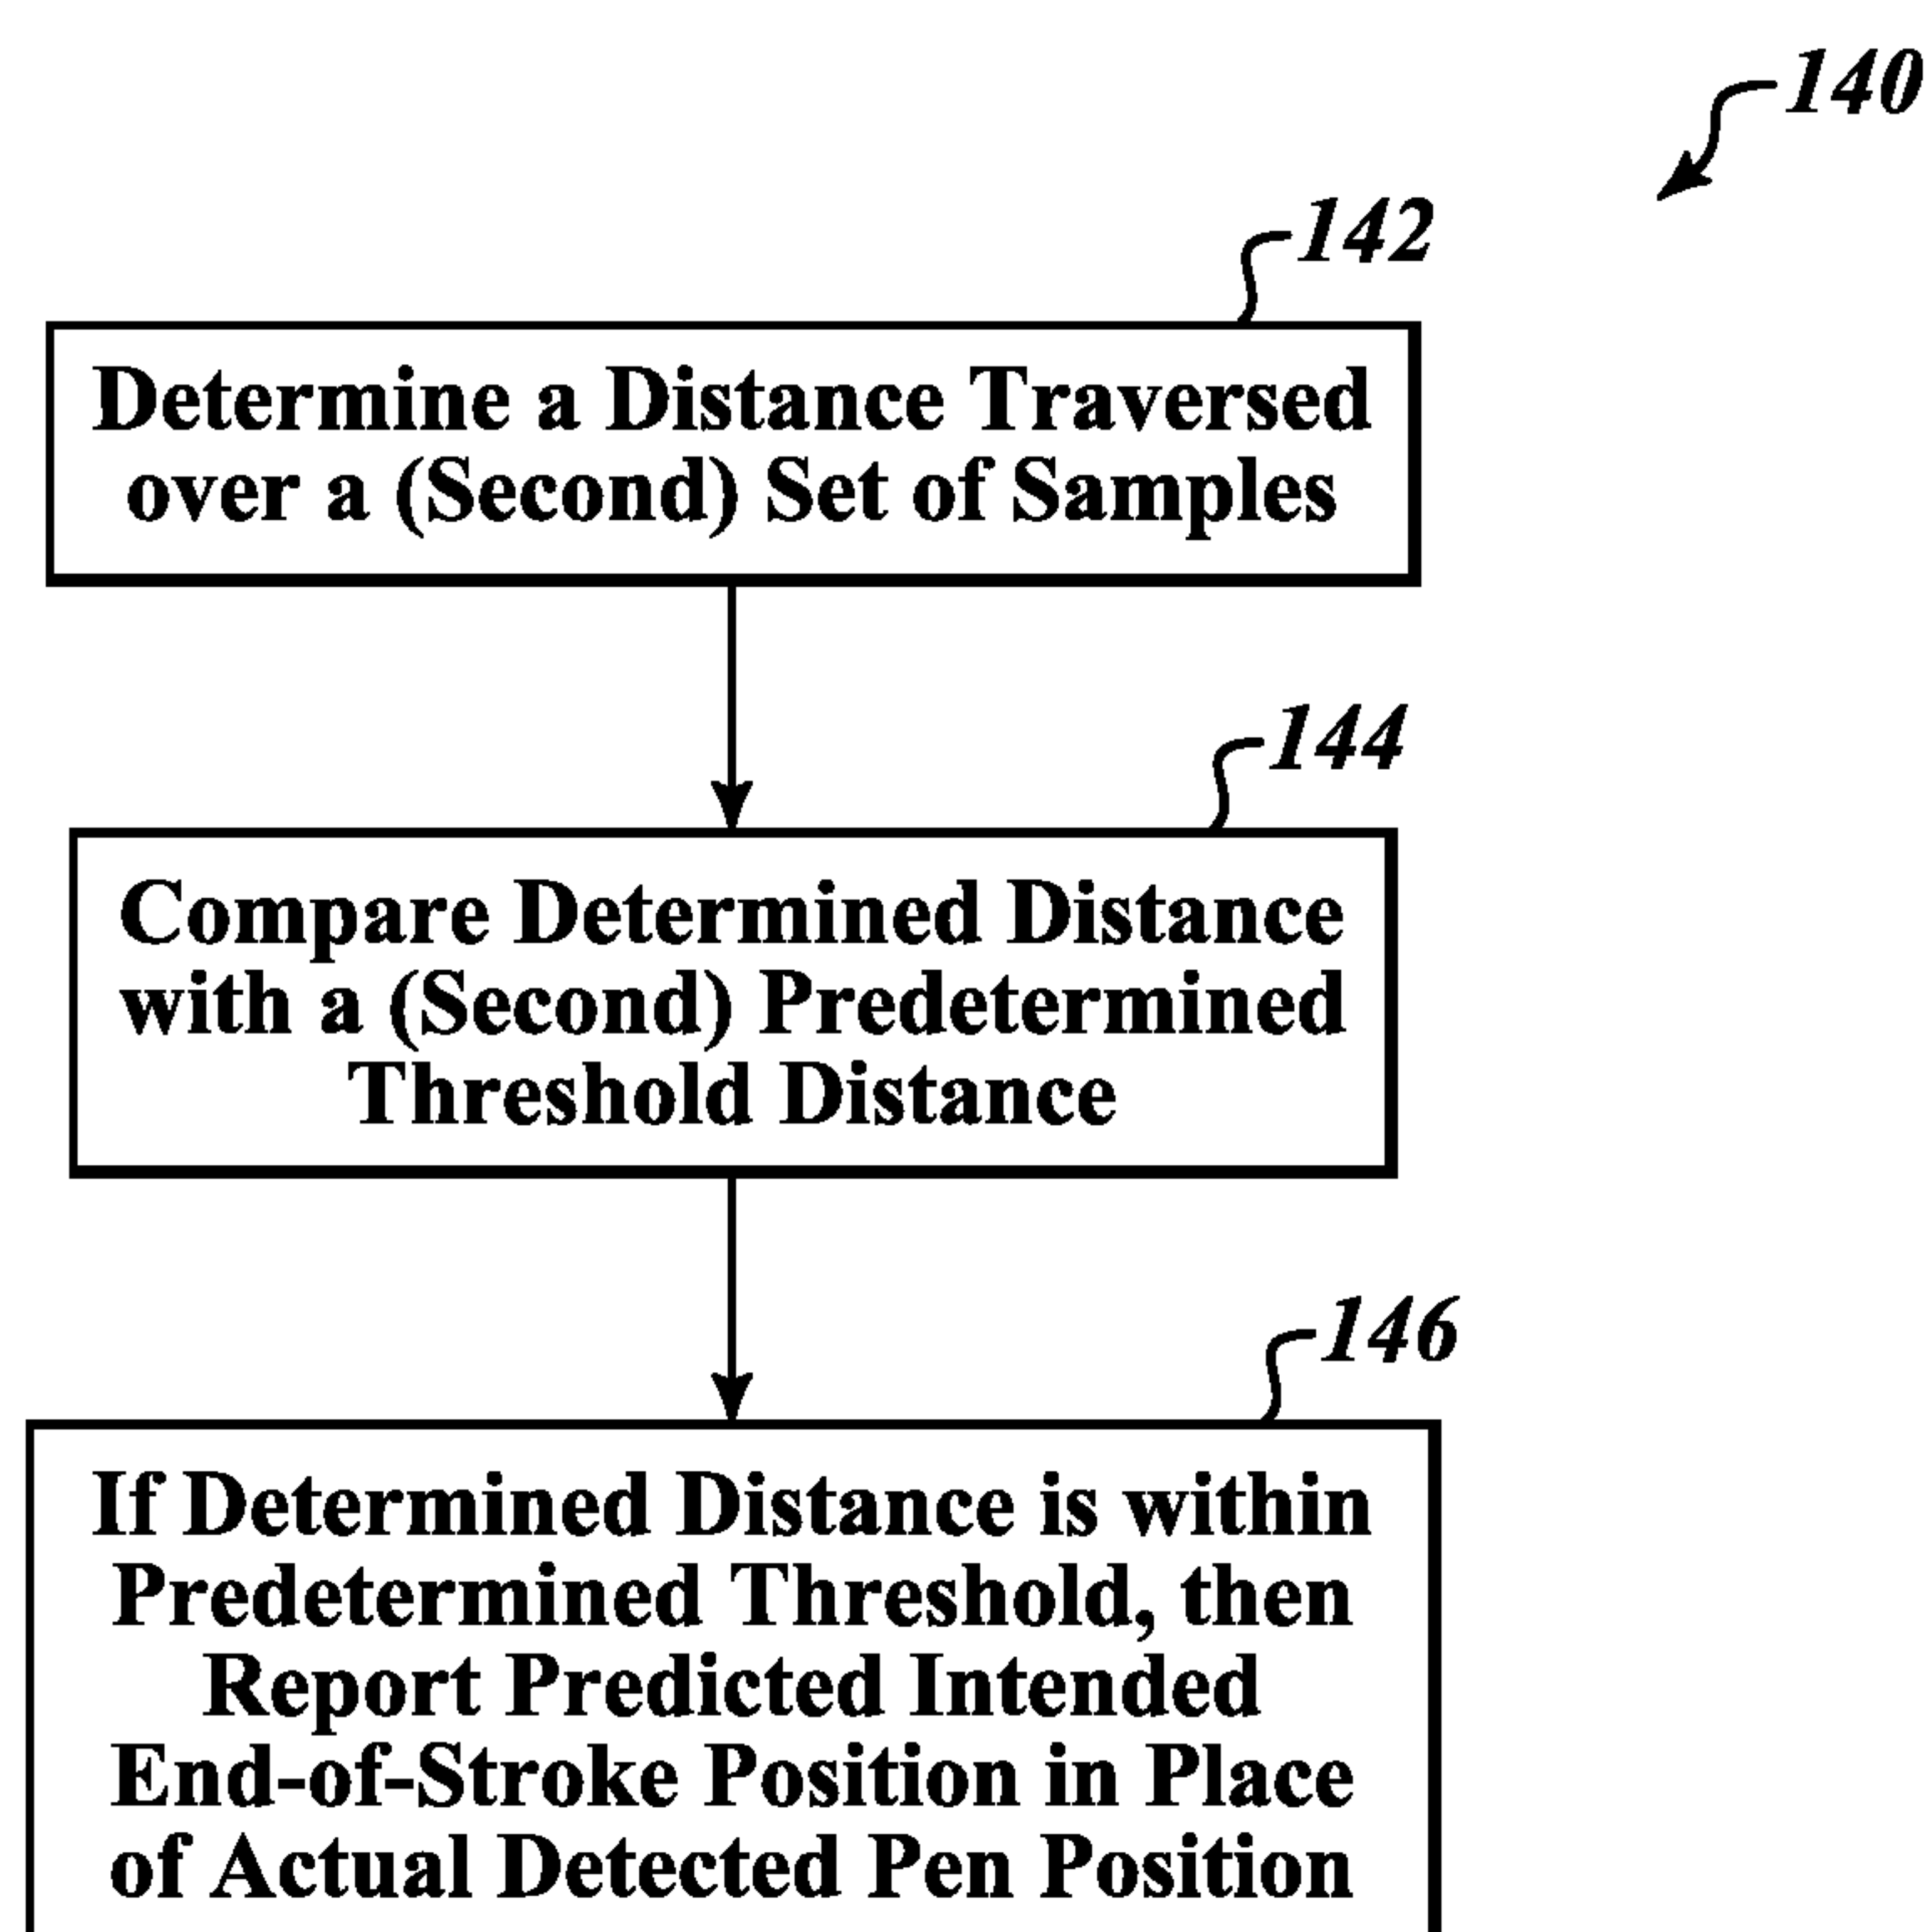 140
142
Determine a Distance Traversed
over a (Second) Set of Samples
144
Compare Determined Distance
with a (Second) Predetermined
Threshold Distance
146
If Determined Distance is within
Predetermined Threshold, then
Report Predicted Intended
End-of-Stroke Position in Place
of Actual Detected Pen Position